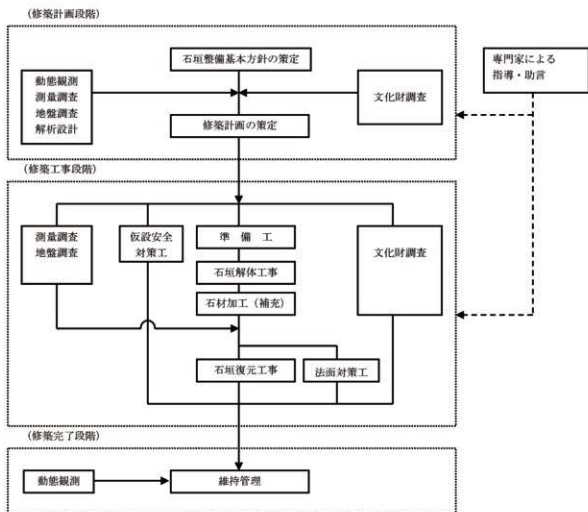 (修築計画段階)
石垣整備基本方針の策定
動態観測
測量調査
地盤調査
解析設計
文化財調査
専門家による
指導・助言
修築計画の策定
(修築工事段階)
測量調査
地盤調査
仮設安全
対策工
準 備 工
文化財調査
石垣解体工事
石材加工(補充)
石垣復元工事
法面対策工
(修築完了段階)
動態観測
維持管理